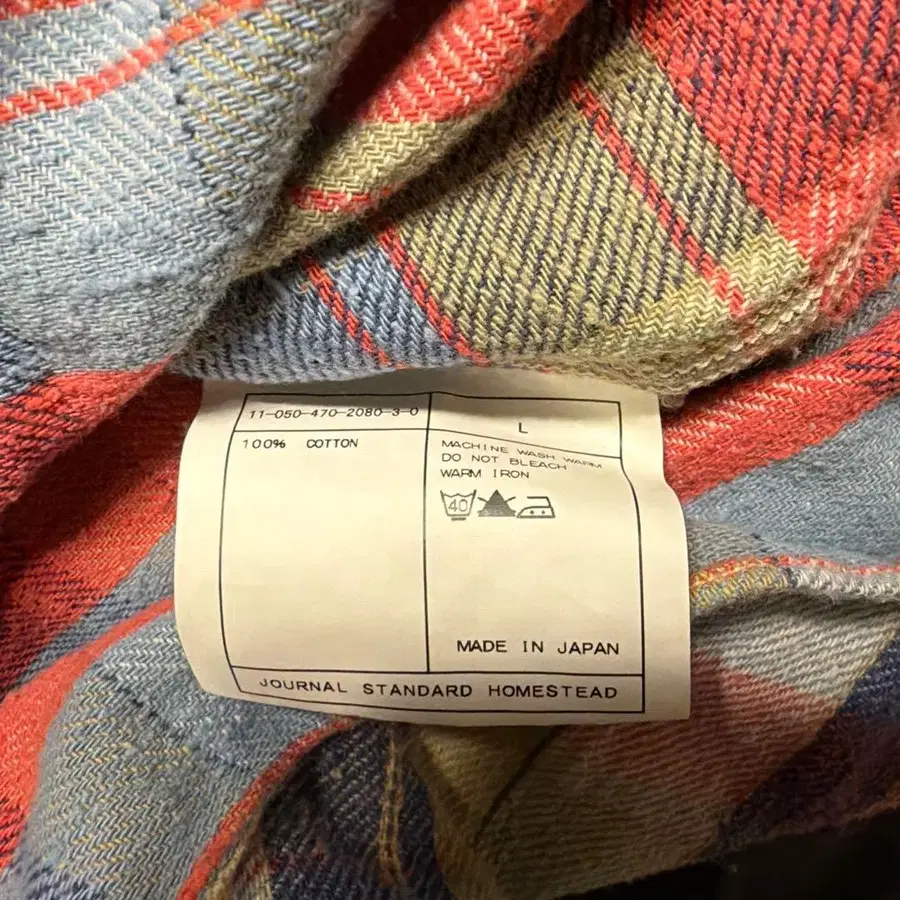 11-050-470-2080-3-0
L
100% COTTON
MACHINE WASH WARM
DO NOT BLEACH
WARM IRON
40
MADE IN JAPAN
JOURNAL STANDARD HOMESTEAD